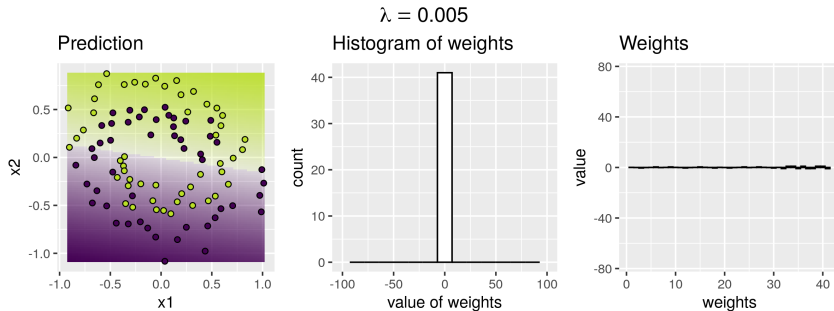 λ = 0.005
Prediction
Histogram of weights
Weights
x2
0.5
0.0
-0.5
-1.0
-1.0 -0.5 0.0 0.5 1.0
x1
count
40
30
20
10
0
-100 -50 0 50 100
value of weights
value
80
40
0
-40
-80
0 10 20 30 40
weights